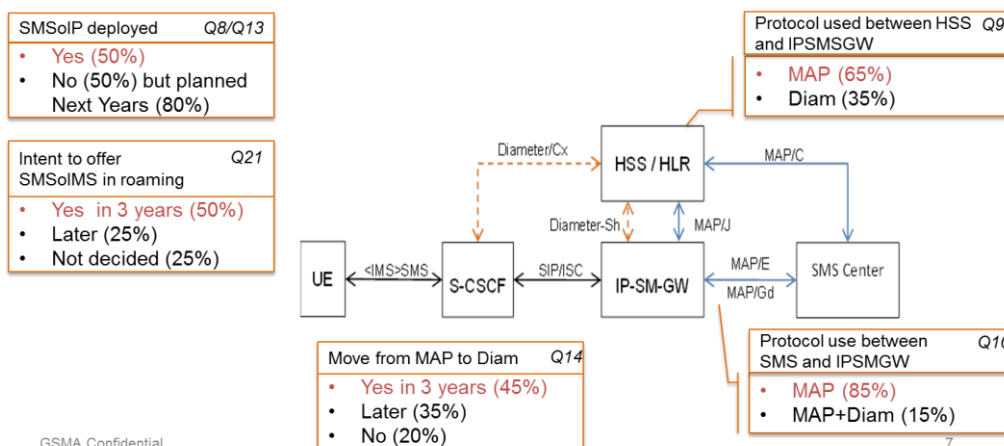 SMSoIP deployed Q8/Q13
• Yes (50%)
• No (50%) but planned
Next Years (80%)
Protocol used between HSS Q9
and IPSMSGW
• MAP (65%)
• Diam (35%)
Intent to offer Q21
SMSoIMS in roaming
• Yes in 3 years (50%)
• Later (25%)
• Not decided (25%)
Diameter/Cx
HSS / HLR
MAP/C
Diameter-Sh
MAP/J
UE
<IMS>SMS
S-CSCF
SIP/ISC
IP-SM-GW
MAP/E
MAP/Gd
SMS Center
Move from MAP to Diam Q14
• Yes in 3 years (45%)
• Later (35%)
• No (20%)
Protocol use between Q10
SMS and IPSMGW
• MAP (85%)
• MAP+Diam (15%)
GSMA Confidential
7